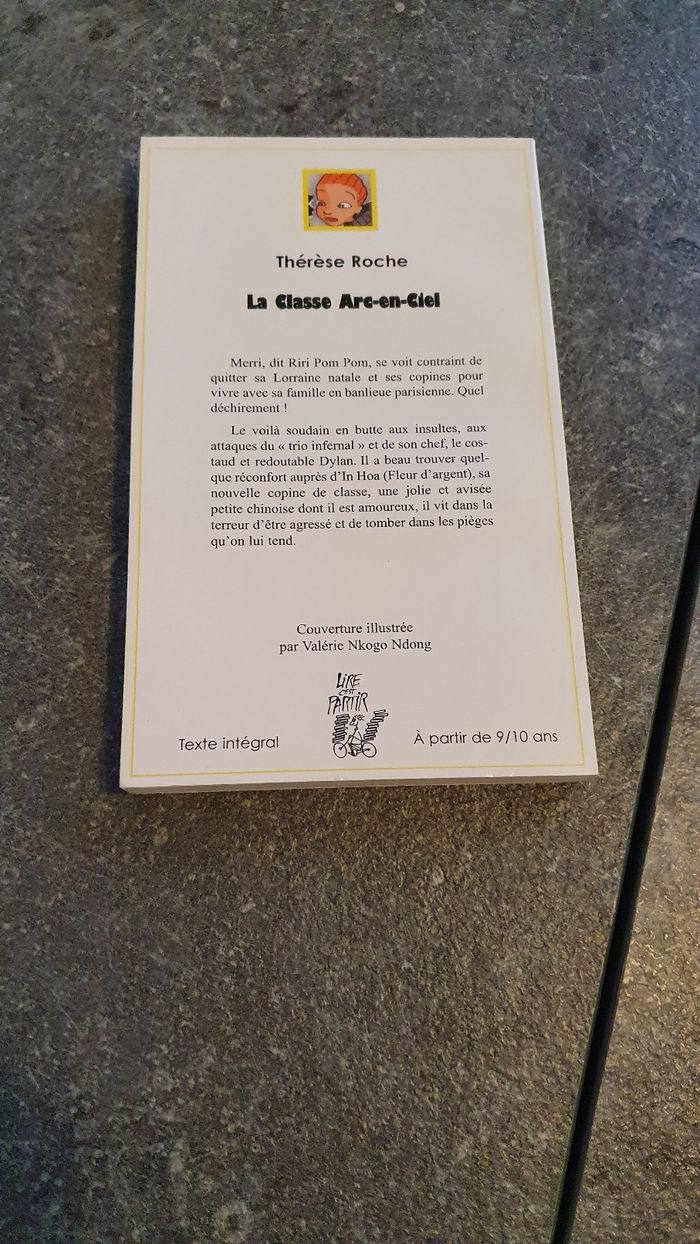 Thérèse Roche
La Classe Arc-en-Ciel
Merri, dit Riri Pom Pom, se voit contraint de
quitter sa Lorraine natale et ses copines pour
vivre avec sa famille en banlieue parisienne. Quel
déchirement !
Le voilà soudain en butte aux insultes, aux
attaques du « trio infernal » et de son chef, le cos-
taud et redoutable Dylan. Il a beau trouver quel-
que réconfort auprès d'In Hoa (Fleur d'argent), sa
nouvelle copine de classe, une jolie et avisée
petite chinoise dont il est amoureux, il vit dans la
terreur d'être agressé et de tomber dans les pièges
qu'on lui tend.
Couverture illustrée
par Valérie Nkogo Ndong
LIRE
C'EST
PARTIR
Texte intégral
À partir de 9/10 ans